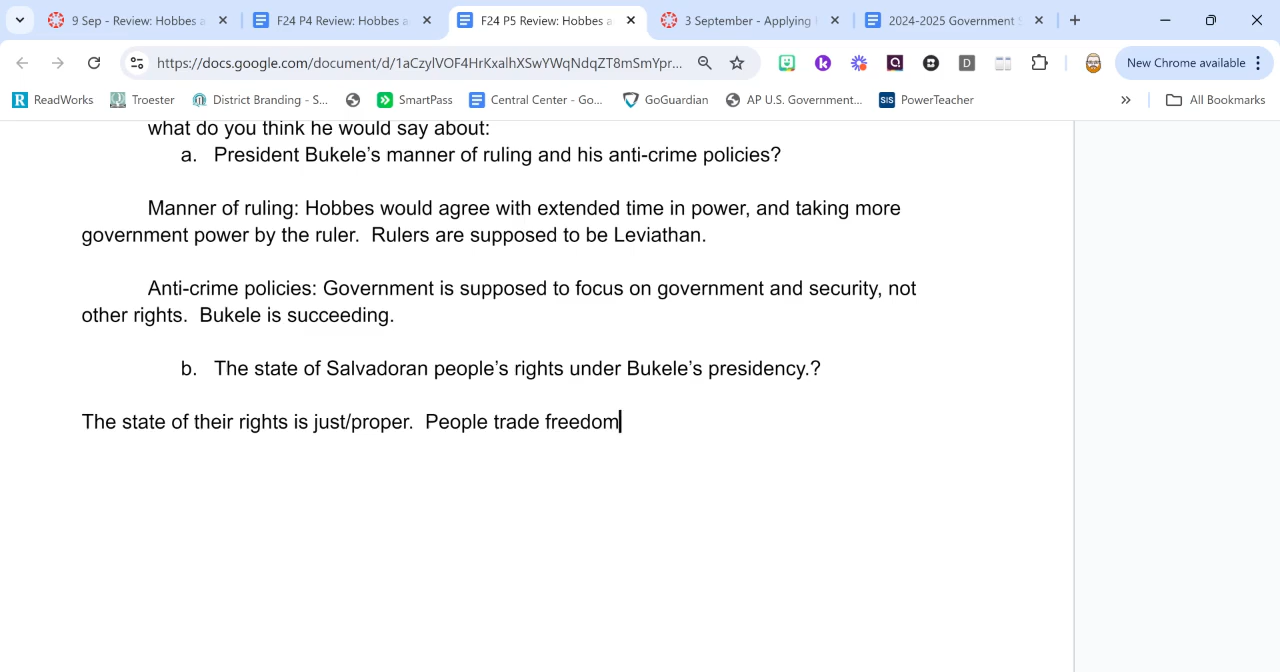 9 Sep - Review: Hobbes a
F24 P4 Review: Hobbes a
F24 P5 Review: Hobbes a
3 September - Applying
2024-2025 Government S
https://docs.google.com/document/d/1aCzylVOF4HrKxalhXSwYWqNdqZT8mSmYpr...
New Chrome available
ReadWorks
Troester
District Branding - S...
SmartPass
Central Center - Go...
GoGuardian
AP U.S. Government...
SIS PowerTeacher
All Bookmarks
what do you think he would say about:
a. President Bukele's manner of ruling and his anti-crime policies?
Manner of ruling: Hobbes would agree with extended time in power, and taking more
government power by the ruler. Rulers are supposed to be Leviathan.
Anti-crime policies: Government is supposed to focus on government and security, not
other rights. Bukele is succeeding.
b. The state of Salvadoran people's rights under Bukele's presidency.?
The state of their rights is just/proper. People trade freedom